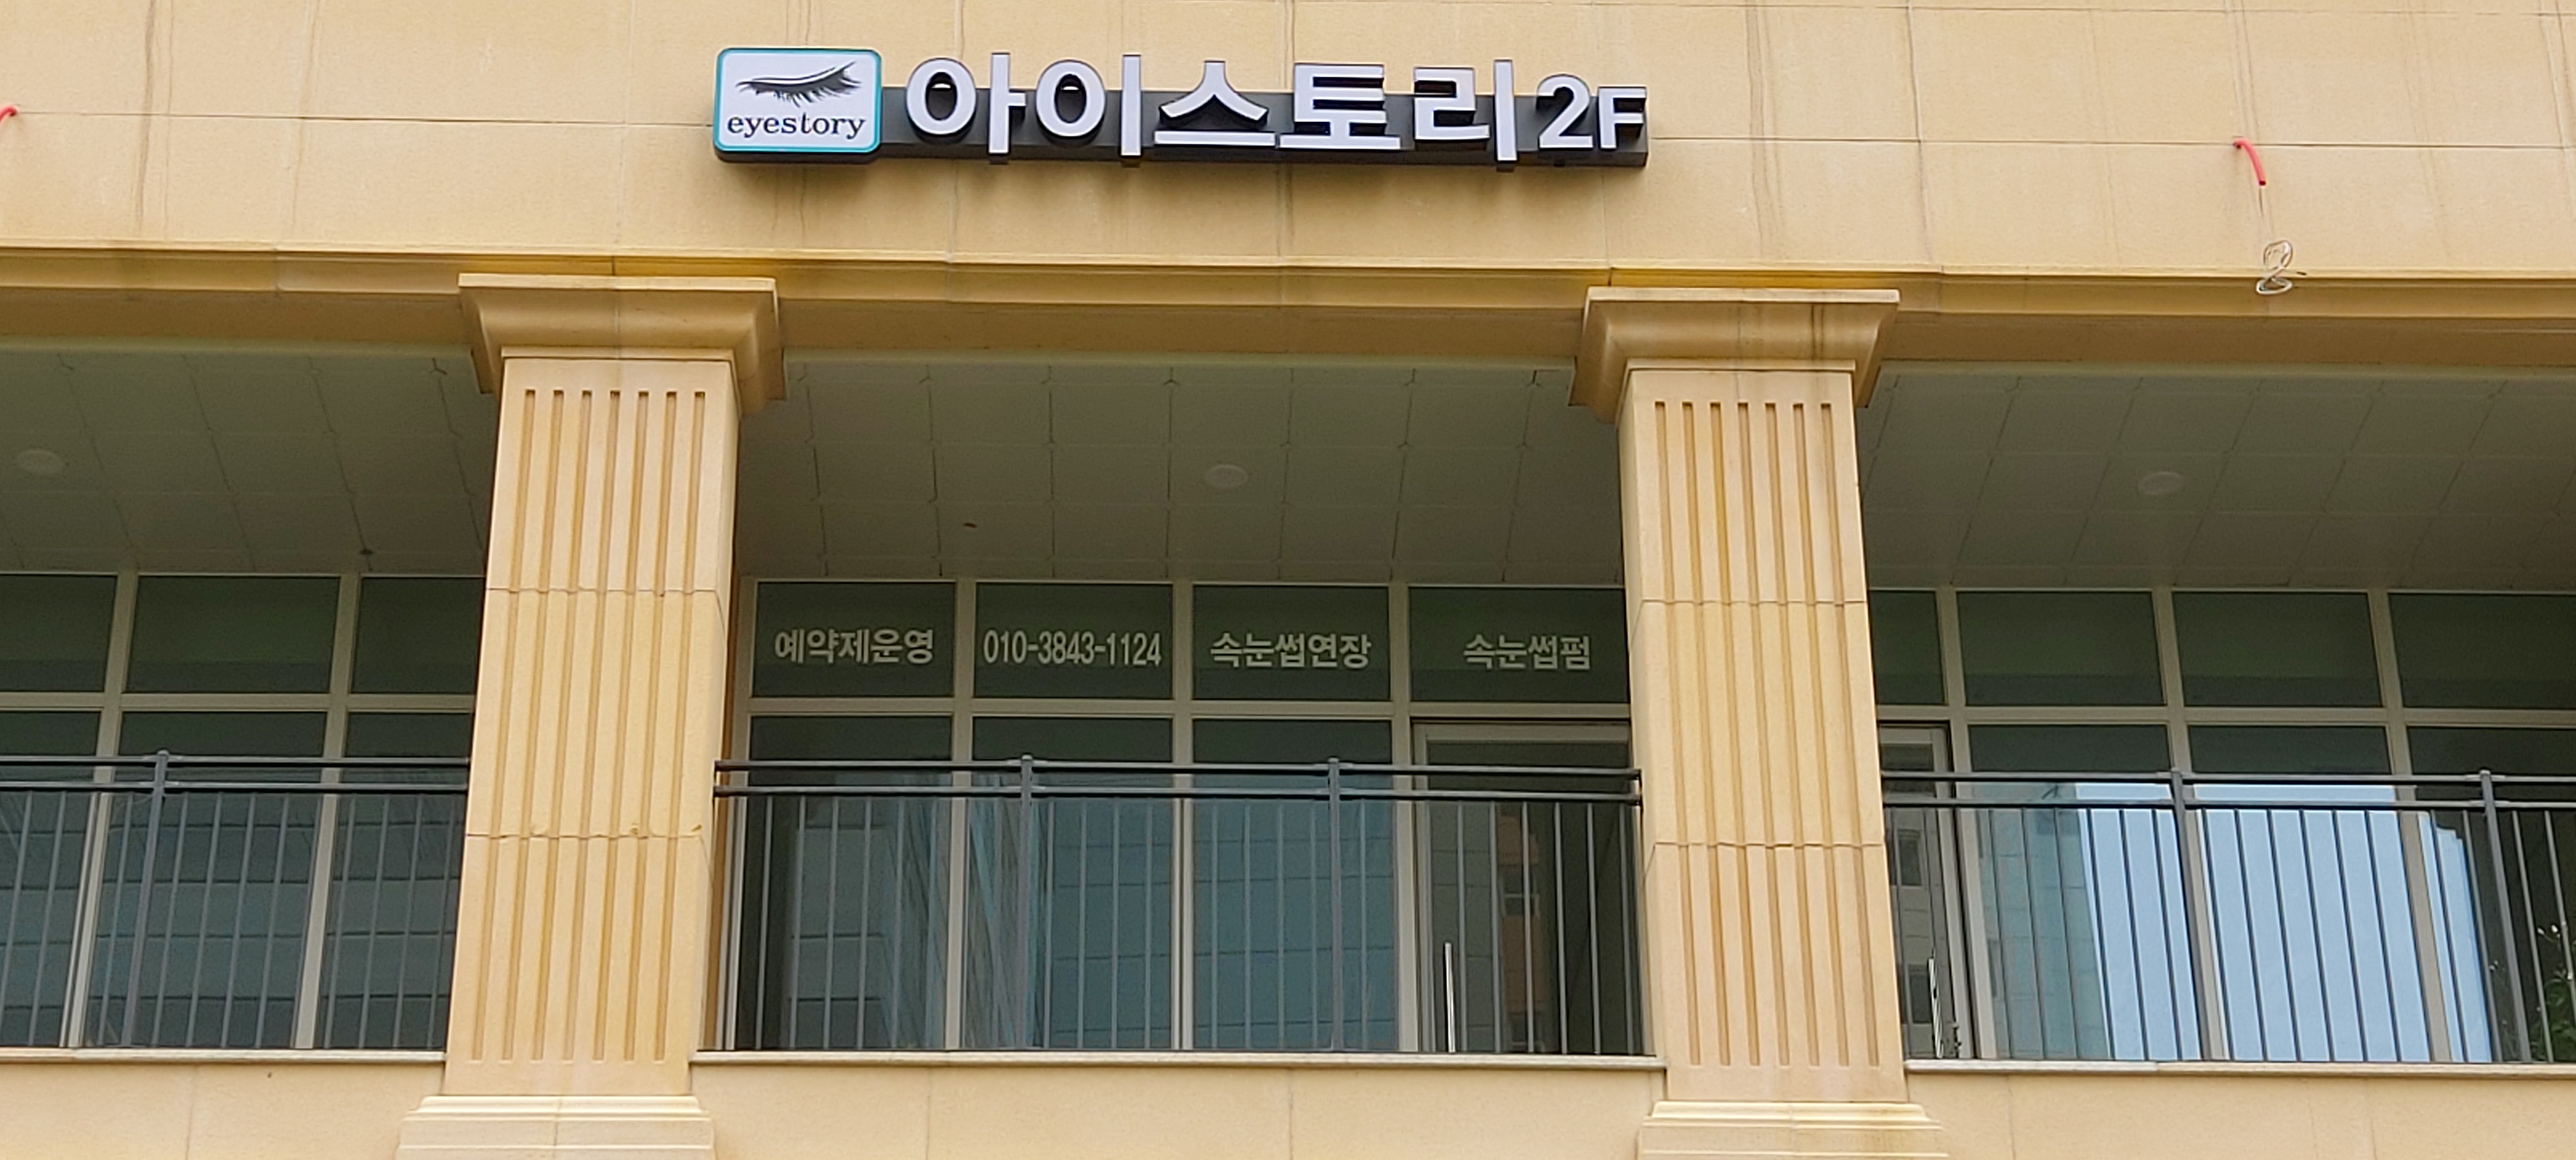 eyestory
아이스토리 2F
예약제운영 010-3843-1124 속눈썹연장 속눈썹펌